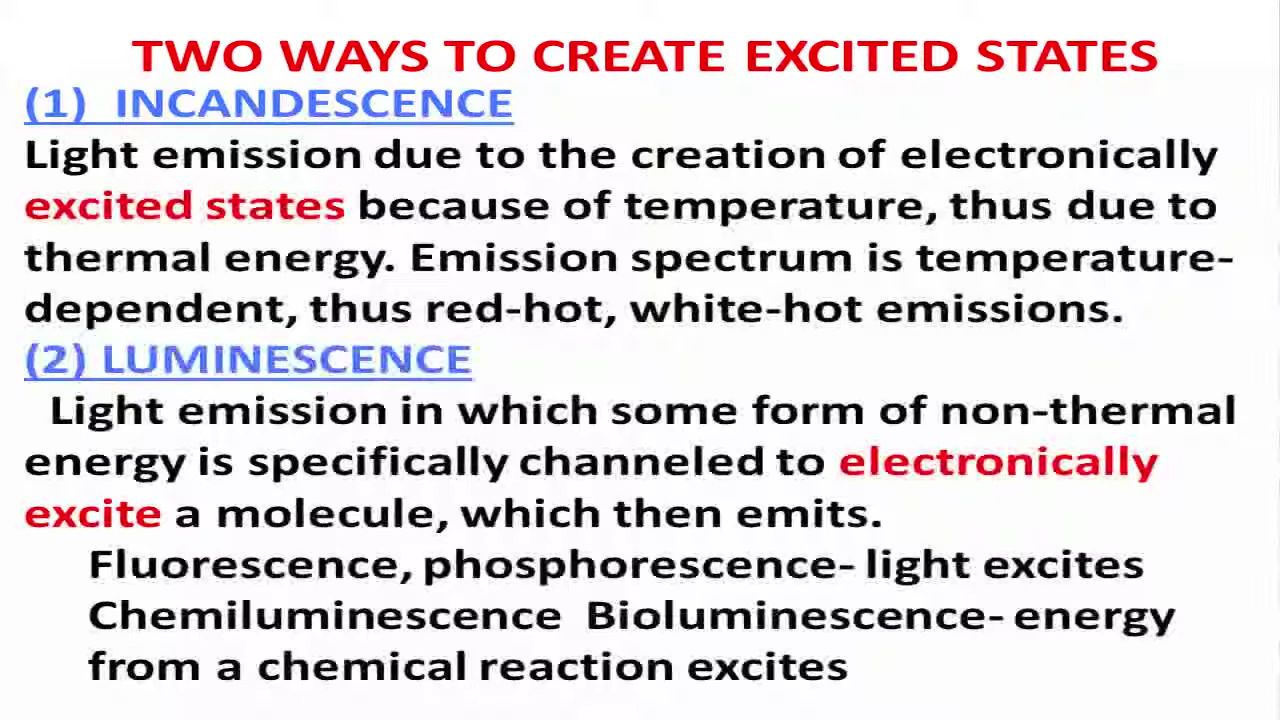 TWO WAYS TO CREATE EXCITED STATES
(1) INCANDESCENCE
Light emission due to the creation of electronically
excited states because of temperature, thus due to
thermal energy. Emission spectrum is temperature-
dependent, thus red-hot, white-hot emissions.
(2) LUMINESCENCE
Light emission in which some form of non-thermal
energy is specifically channeled to electronically
excite a molecule, which then emits.
Fluorescence, phosphorescence- light excites
Chemiluminescence Bioluminescence- energy
from a chemical reaction excites